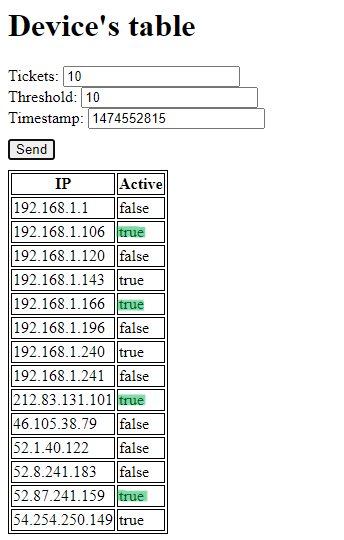 Device's table
Tickets: 10
Threshold: 10
Timestamp: 1474552815
Send
IP Active
192.168.1.1 false
192.168.1.106 true
192.168.1.120 false
192.168.1.143 true
192.168.1.166 true
192.168.1.196 false
192.168.1.240 true
192.168.1.241 false
212.83.131.101 true
46.105.38.79 false
52.1.40.122 false
52.8.241.183 false
52.87.241.159 true
54.254.250.149 true